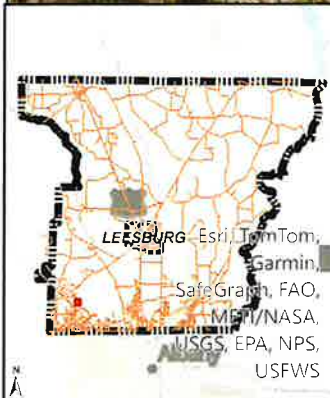 LEESBURG Esri, TomTom,
Garmin,
SafeGraph, FAO,
METI/NASA,
USGS, EPA, NPS,
USFWS
Albany
N